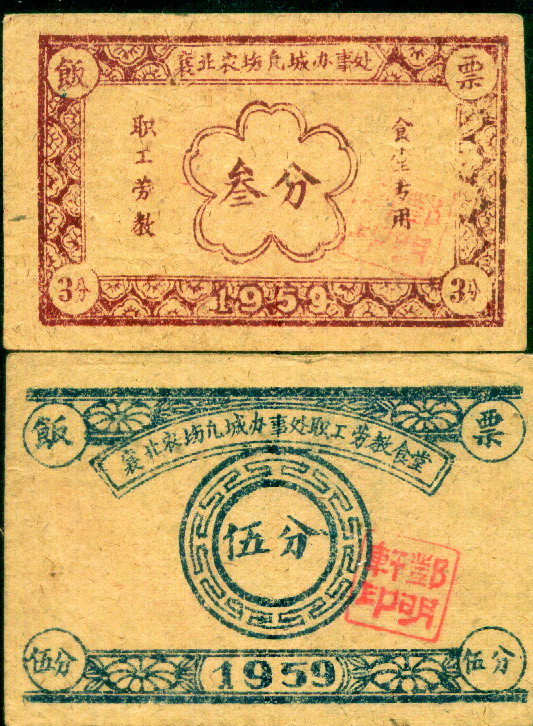 飯 票
襄北农场九城办事处
职工劳教
食堂专用
叁分
3分 3分
1959
飯 票
襄北农场九城办事处职工劳教食堂
伍分
鄧明軒印
伍分 伍分
1959